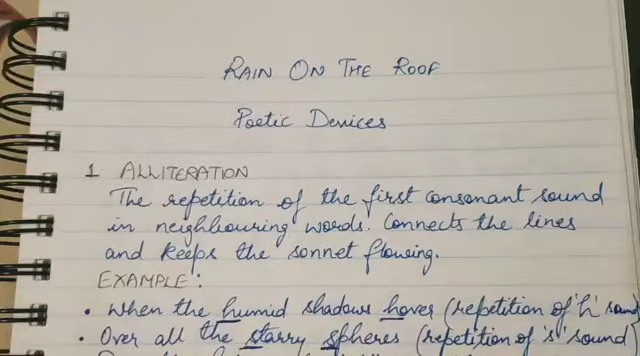 RAIN ON THE ROOF
Poetic Devices
1 ALLITERATION
The repetition of the first consonant sound
in neighbouring words. Connects the lines
and keeps the sonnet flowing.
EXAMPLE:
• When the humid shadows hover (repetition of 'h' sound
• Over all the starry spheres (repetition of 's' sound)